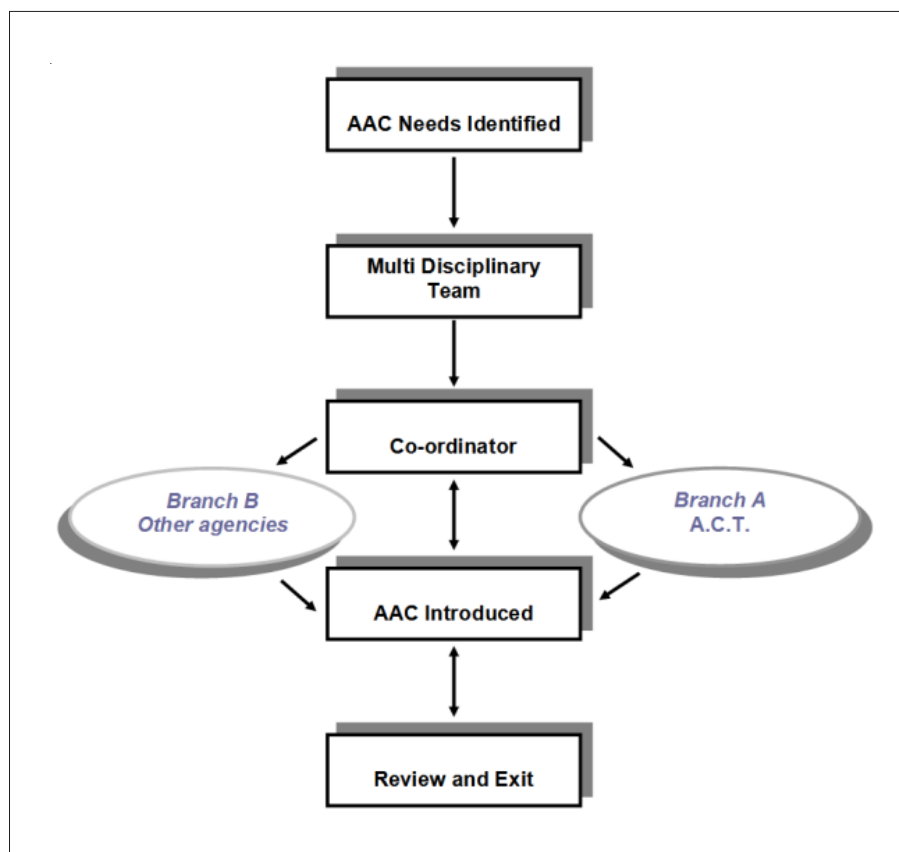 AAC Needs Identified
Multi Disciplinary
Team
Co-ordinator
Branch B
Other agencies
Branch A
A.C.T.
AAC Introduced
Review and Exit